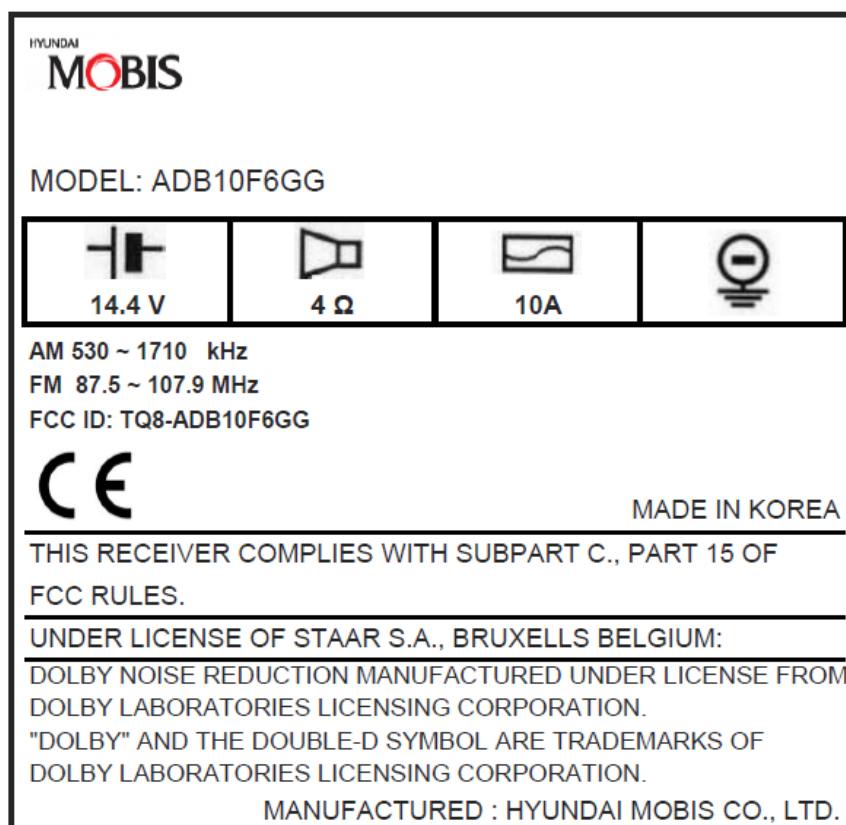 HYUNDAI
MOBIS
MODEL: ADB10F6GG
14.4 V
4 Ω
10A
AM 530 ~ 1710 kHz
FM 87.5 ~ 107.9 MHz
FCC ID: TQ8-ADB10F6GG
CE
MADE IN KOREA
THIS RECEIVER COMPLIES WITH SUBPART C., PART 15 OF
FCC RULES.
UNDER LICENSE OF STAAR S.A., BRUXELLS BELGIUM:
DOLBY NOISE REDUCTION MANUFACTURED UNDER LICENSE FROM
DOLBY LABORATORIES LICENSING CORPORATION.
"DOLBY" AND THE DOUBLE-D SYMBOL ARE TRADEMARKS OF
DOLBY LABORATORIES LICENSING CORPORATION.
MANUFACTURED : HYUNDAI MOBIS CO., LTD.